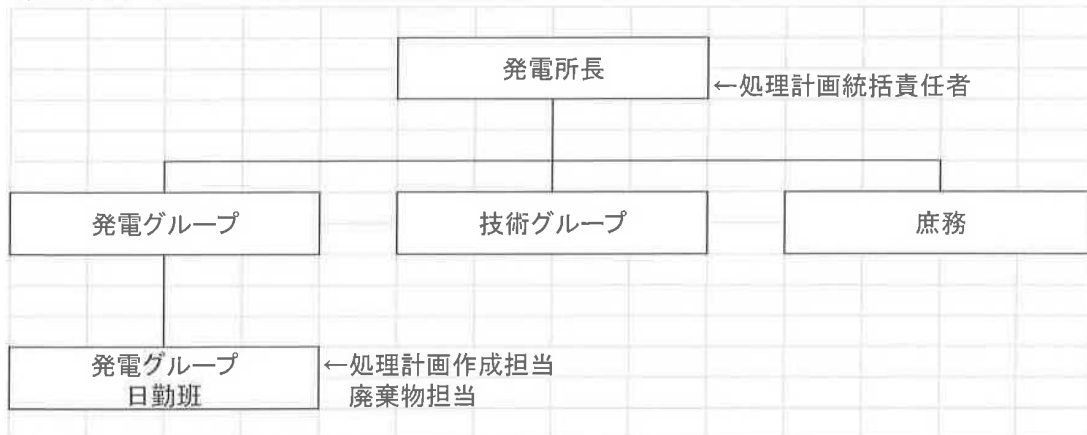 発電所長
←処理計画統括責任者
発電グループ
技術グループ
庶務
発電グループ
日勤班
←処理計画作成担当
廃棄物担当